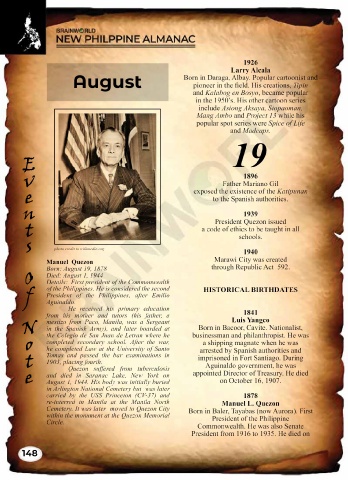 BRAINWORLD
NEW PHILPPINE ALMANAC
August
Events Of Note
Manuel Quezon
Born: August 19, 1878
Died: August 1, 1944
Details: First president of the Commonwealth
of the Philippines. He is considered the second
President of the Philippines, after Emilio
Aguinaldo.
He received his primary education
from his mother and tutors (his father, a
mestizo from Paco, Manila, was a Sergeant
in the Spanish Army), and later boarded at
the Colegio de San Juan de Letran where he
completed secondary school. After the war,
he completed Law at the University of Santo
Tomas and passed the bar examinations in
1903, placing fourth.
Quezon suffered from tuberculosis
and died in Saranac Lake, New York on
August 1, 1944. His body was initially buried
in Arlington National Cemetery but was later
carried by the USS Princeton (CV-37) and
re-interred in Manila at the Manila North
Cemetery. It was later moved to Quezon City
within the monument at the Quezon Memorial
Circle.
148
1926
Larry Alcala
Born in Daraga, Albay. Popular cartoonist and
pioneer in the field. His creations, Tipin
and Kalabog en Bosyo, became popular
in the 1950's. His other cartoon series
include Asiong Aksaya, Siopawman,
Mang Ambo and Project 13 while his
popular spot series were Spice of Life
and Madcaps.
19
1896
Father Mariano Gil
exposed the existence of the Katipunan
to the Spanish authorities.
1939
President Quezon issued
a code of ethics to be taught in all
schools.
1940
Marawi City was created
through Republic Act 592.
HISTORICAL BIRTHDATES
1841
Luis Yangco
Born in Bacoor, Cavite. Nationalist,
businessman and philanthropist. He was
a shipping magnate when he was
arrested by Spanish authorities and
imprisoned in Fort Santiago. During
Aguinaldo government, he was
appointed Director of Treasury. He died
on October 16, 1907.
1878
Manuel L. Quezon
Born in Baler, Tayabas (now Aurora). First
President of the Philippine
Commonwealth. He was also Senate
President from 1916 to 1935. He died on